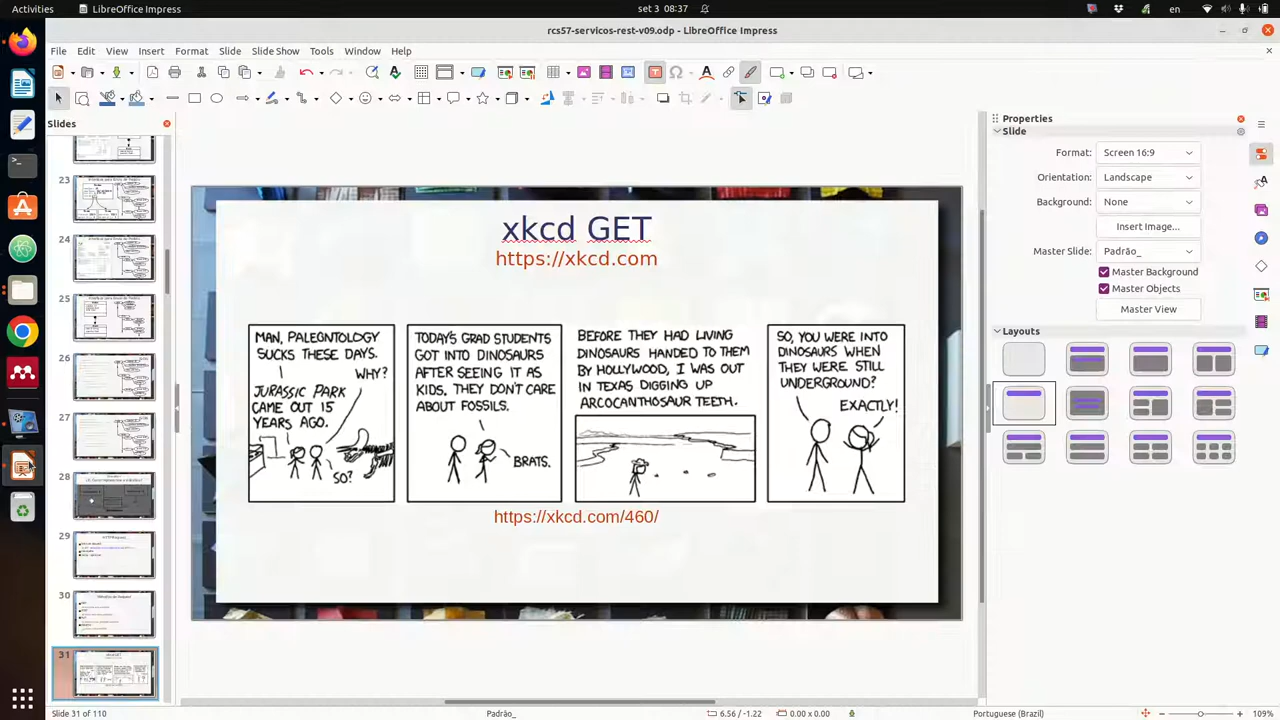 Activities
LibreOffice Impress
set 3 08:37
en
rcs57-servicos-rest-v09.odp - LibreOffice Impress
File Edit View Insert Format Slide Slide Show Tools Window Help
Slides
23
24
25
26
27
28
29
30
31
xkcd GET
https://xkcd.com
MAN, PALEONTOLOGY
SUCKS THESE DAYS.
WHY?
JURASSIC PARK
CAME OUT 15
YEARS AGO.
SO?
TODAY'S GRAD STUDENTS
GOT INTO DINOSAURS
AFTER SEEING IT AS
KIDS. THEY DON'T CARE
ABOUT FOSSILS.
BRATS.
BEFORE THEY HAD LIVING
DINOSAURS HANDED TO THEM
BY HOLLYWOOD, I WAS OUT
IN TEXAS DIGGING UP
ARCOCANTHOSAUR TEETH.
SO, YOU WERE INTO
DINOSAURS WHEN
THEY WERE STILL
UNDERGROUND?
EXACTLY!
https://xkcd.com/460/
Properties
Slide
Format: Screen 16:9
Orientation: Landscape
Background: None
Insert Image...
Master Slide: Padrão_
Master Background
Master Objects
Master View
Layouts
Slide 31 of 110
Padrão_
6.56 / -1.22
0.00 x 0.00
Portuguese (Brazil)
109%